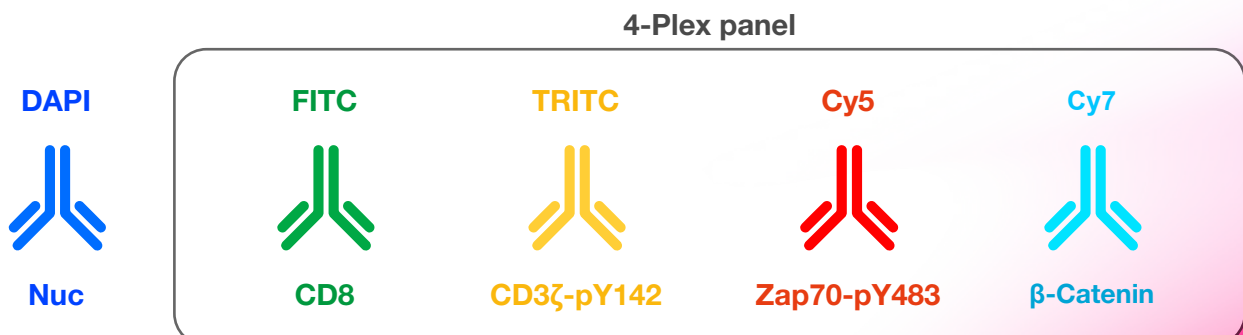 4-Plex panel
DAPI FITC TRITC Cy5 Cy7
Nuc CD8 CD3ζ-pY142 Zap70-pY483 β-Catenin